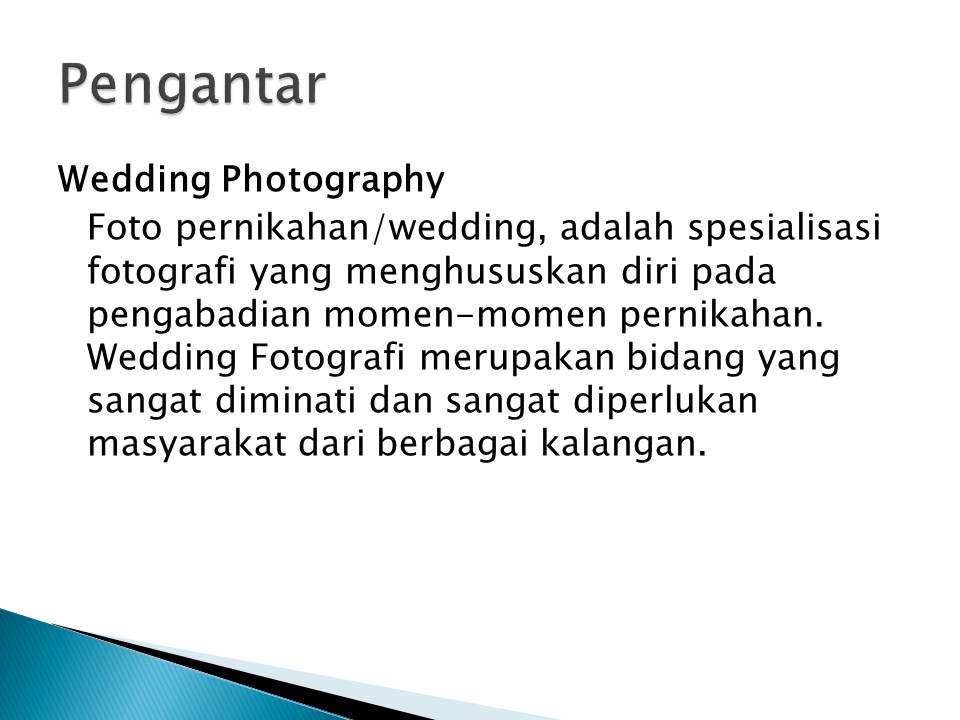 Pengantar
Wedding Photography
Foto pernikahan/wedding, adalah spesialisasi
fotografi yang menghususkan diri pada
pengabadian momen-momen pernikahan.
Wedding Fotografi merupakan bidang yang
sangat diminati dan sangat diperlukan
masyarakat dari berbagai kalangan.